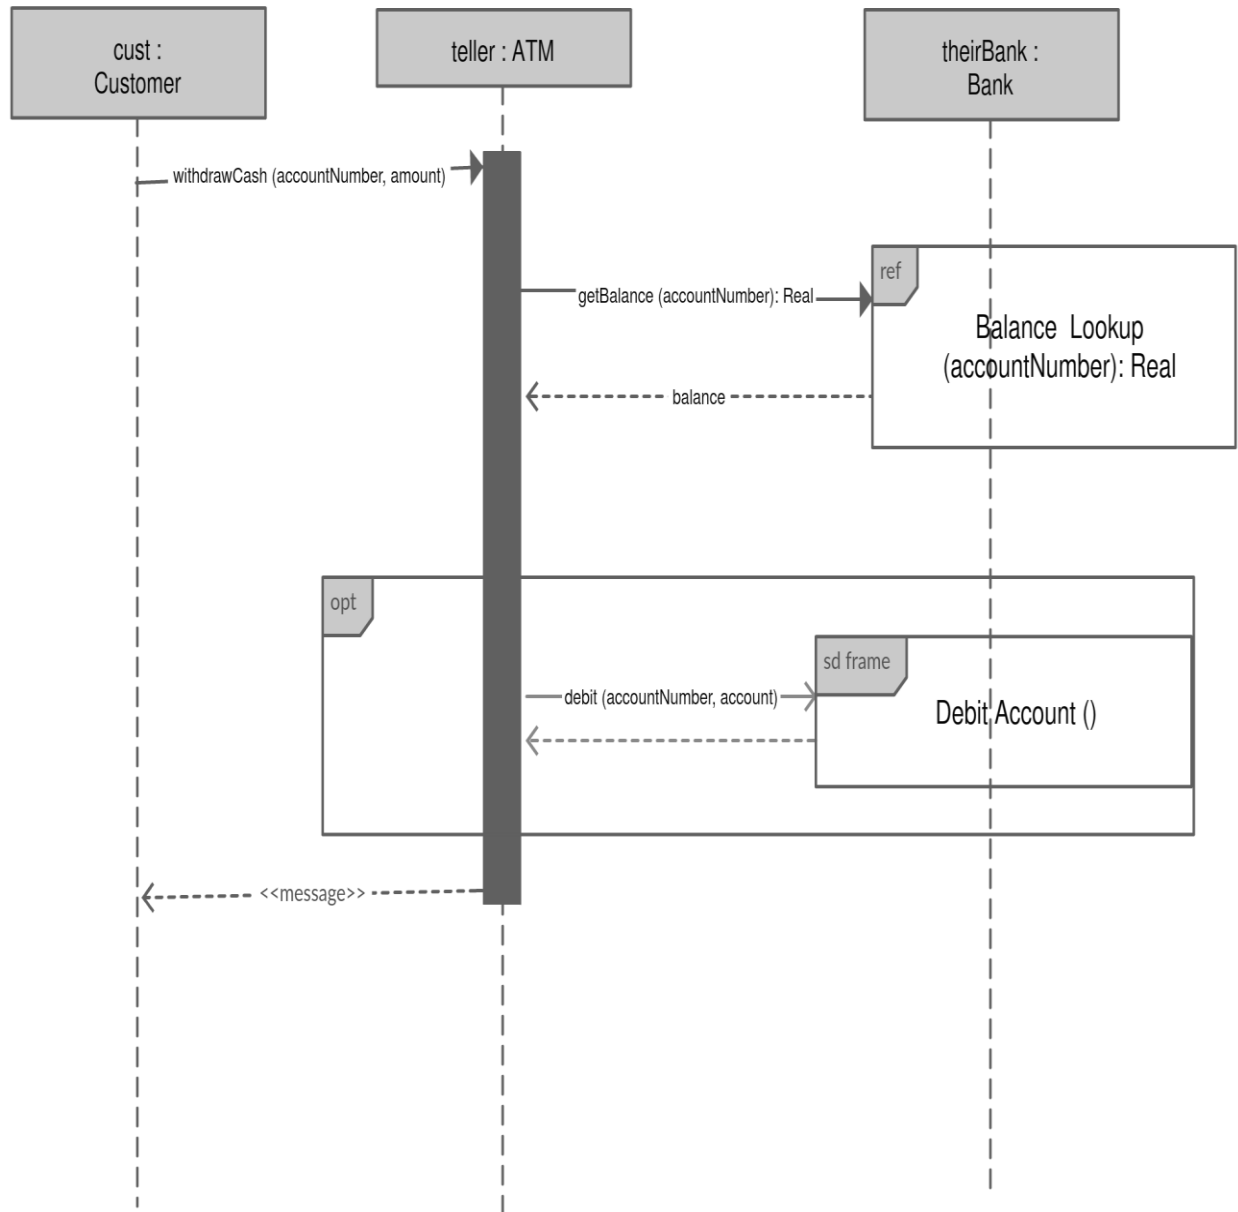 cust :
Customer
teller : ATM
theirBank :
Bank
withdrawCash (accountNumber, amount)
ref
getBalance (accountNumber): Real
Balance Lookup
(accountNumber): Real
balance
opt
sd frame
debit (accountNumber, account)
Debit Account ()
<<message>>